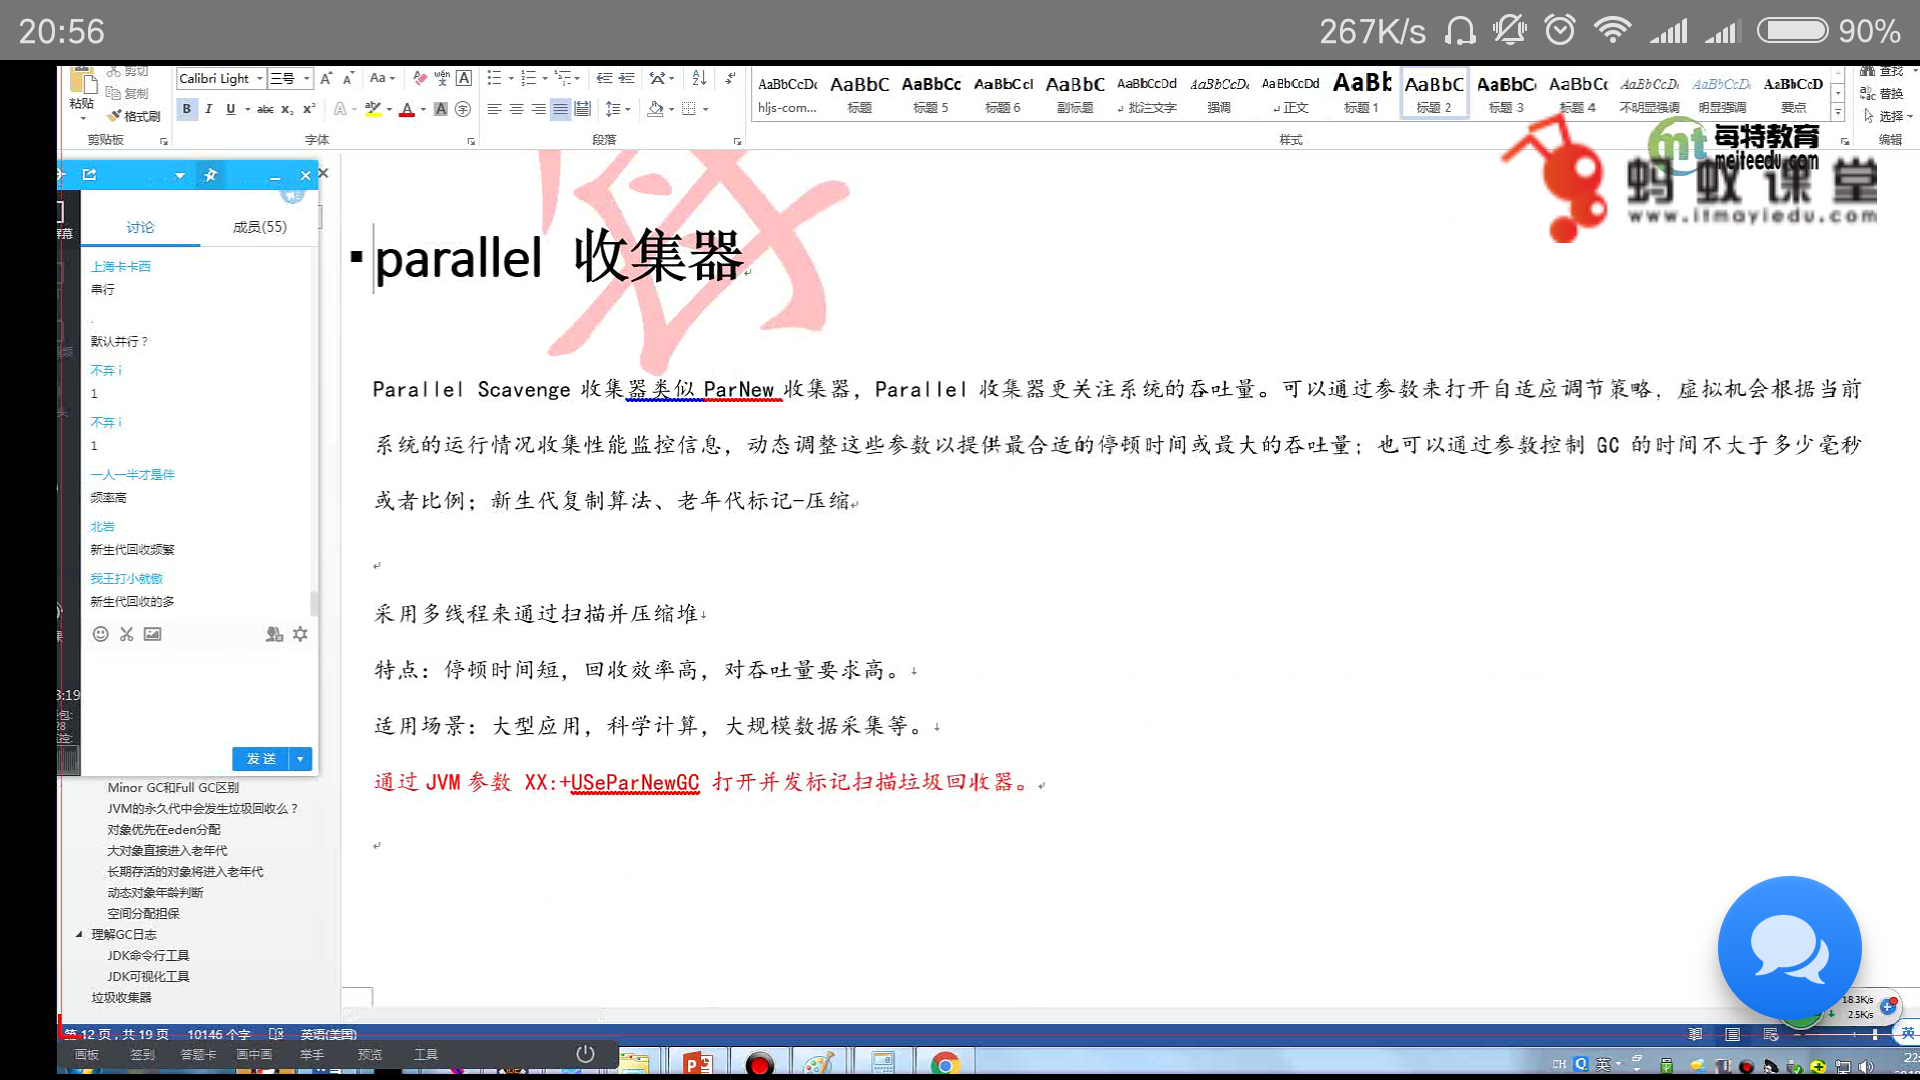 20:56
267K/s
90%
粘贴
剪切
复制
格式刷
剪贴板
Calibri Light
三号
字体
段落
AaBbCcDc
hljs-com...
AaBbC
标题
AaBbCc
标题 5
AaBbCcI
标题 6
AaBbC
副标题
AaBbCcDd
批注文字
AaBbCcDd
强调
AaBbCcDd
正文
AaBb
标题 1
AaBbC
标题 2
AaBbC
标题 3
AaBbCc
标题 4
AaBbCcD
不明显强调
AaBbCcD
明显强调
AaBbCcD
要点
样式
查找
替换
选择
编辑
每特教育
meiteedu.com
蚂蚁课堂
www.itmayiedu.com
讨论
成员(55)
上海卡卡西
串行
默认并行？
不弃 i
1
不弃 i
1
一人一半才是伴
频率高
北岩
新生代回收频繁
我王打小就傲
新生代回收的多
发送
Minor GC和Full GC区别
JVM的永久代中会发生垃圾回收么？
对象优先在eden分配
大对象直接进入老年代
长期存活的对象将进入老年代
动态对象年龄判断
空间分配担保
理解GC日志
JDK命令行工具
JDK可视化工具
垃圾收集器
parallel 收集器
Parallel Scavenge 收集器类似 ParNew 收集器，Parallel 收集器更关注系统的吞吐量。可以通过参数来打开自适应调节策略，虚拟机会根据当前
系统的运行情况收集性能监控信息，动态调整这些参数以提供最合适的停顿时间或最大的吞吐量；也可以通过参数控制 GC 的时间不大于多少毫秒
或者比例；新生代复制算法、老年代标记-压缩
采用多线程来通过扫描并压缩堆
特点：停顿时间短，回收效率高，对吞吐量要求高。
适用场景：大型应用，科学计算，大规模数据采集等。
通过 JVM 参数 XX:+USeParNewGC 打开并发标记扫描垃圾回收器。
第 12 页，共 19 页
10146 个字
英语(美国)
18.3K/s
2.5K/s
英
画板
签到
答题卡
画中画
举手
预览
工具
CH
英